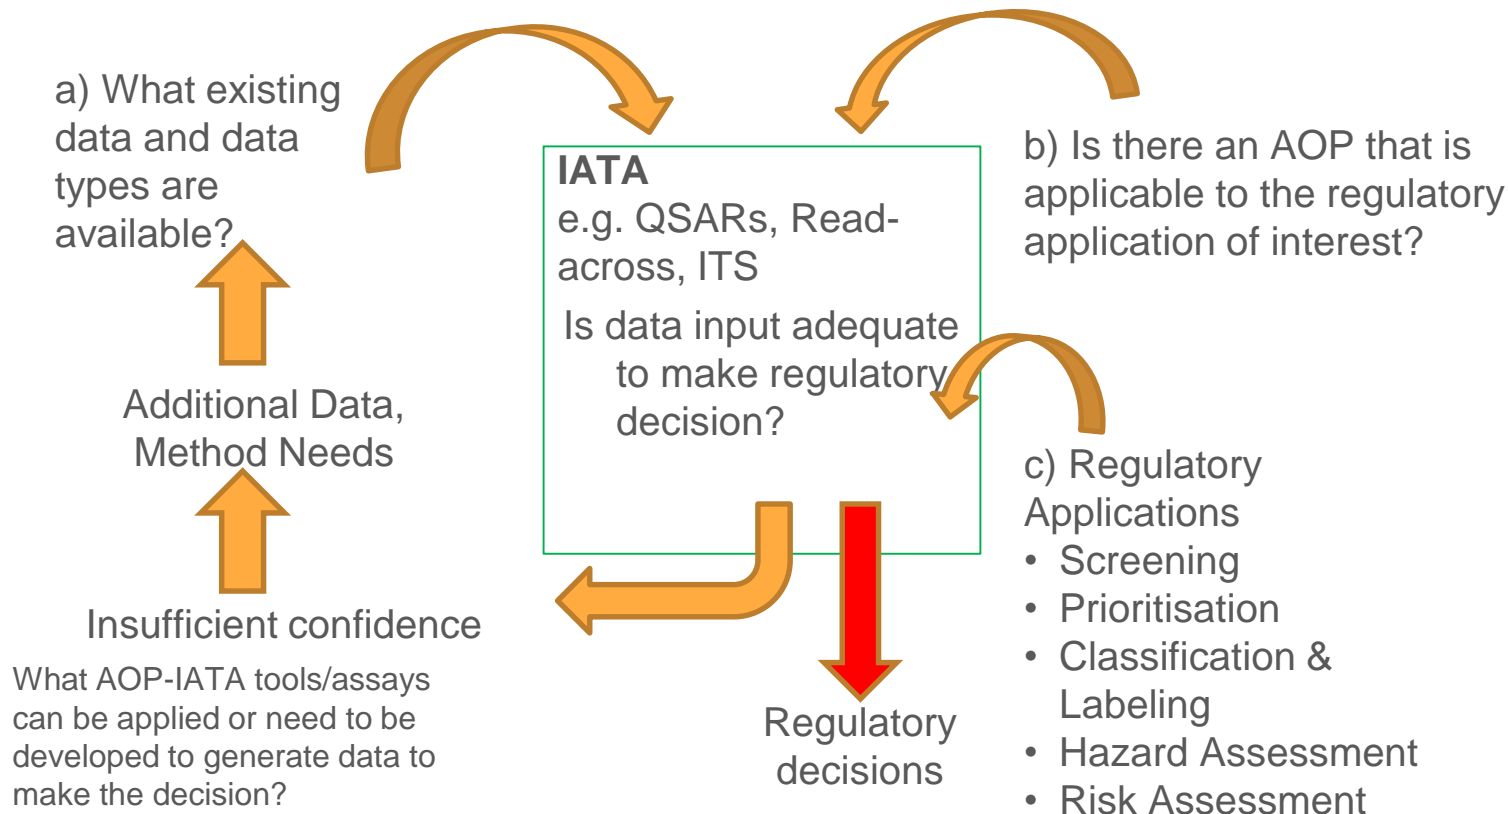 a) What existing
data and data
types are
available?
IATA
e.g. QSARs, Read-
across, ITS
Is data input adequate
to make regulatory
decision?
b) Is there an AOP that is
applicable to the regulatory
application of interest?
Additional Data,
Method Needs
Insufficient confidence
What AOP-IATA tools/assays
can be applied or need to be
developed to generate data to
make the decision?
Regulatory
decisions
c) Regulatory
Applications
• Screening
• Prioritisation
• Classification &
Labeling
• Hazard Assessment
• Risk Assessment